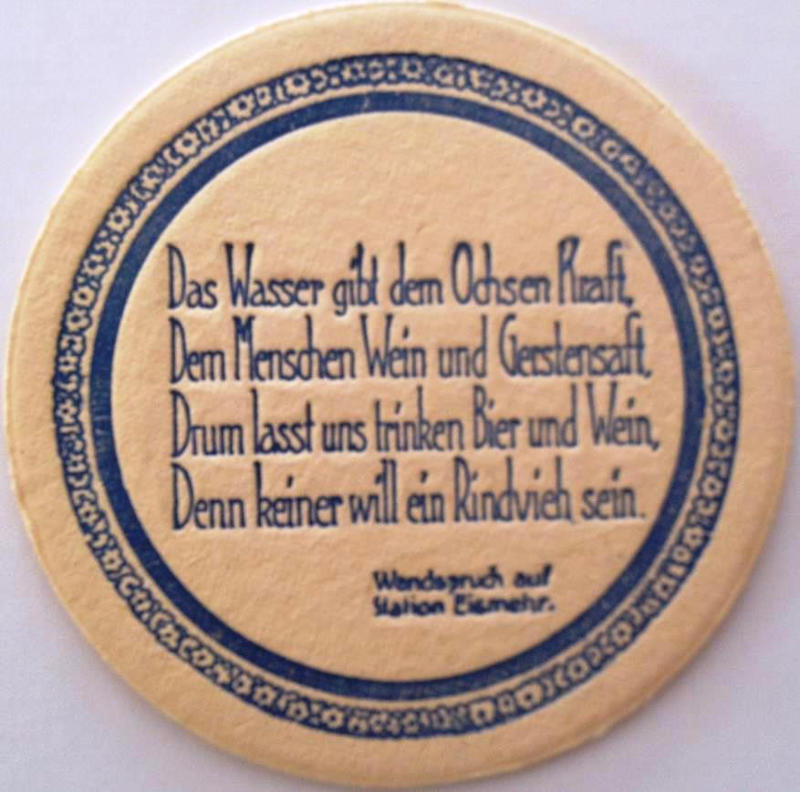 Das Wasser gibt dem Ochsen Kraft,
Dem Menschen Wein und Gerstensaft,
Drum lasst uns trinken Bier und Wein,
Denn keiner will ein Rindvieh sein.
Wandspruch auf
Station Eismehr.